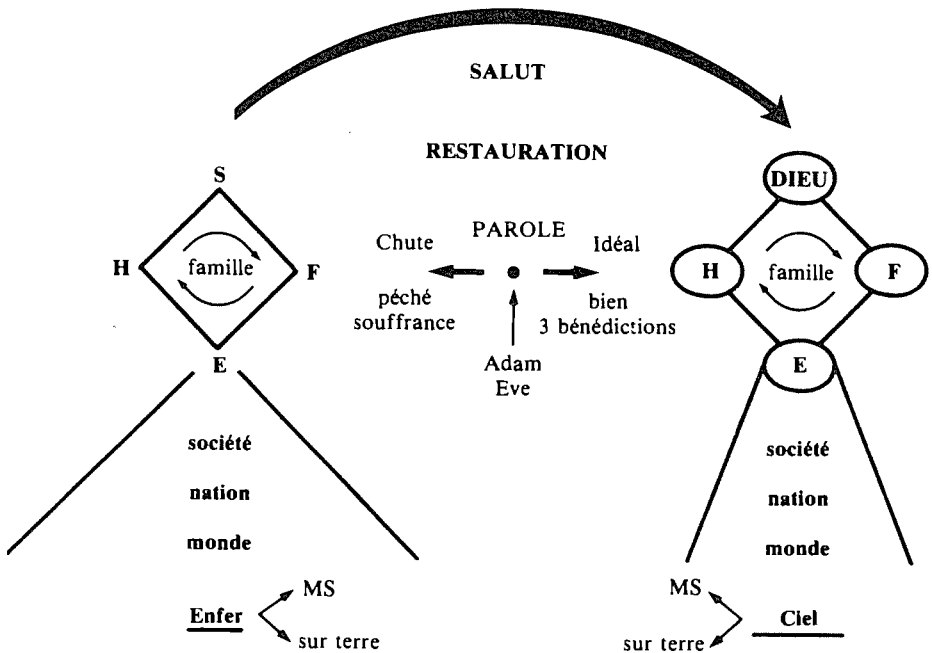 SALUT
RESTAURATION
S
H
famille
F
E
Chute
PAROLE
Idéal
péché
souffrance
bien
3 bénédictions
Adam
Eve
DIEU
H
famille
F
E
société
nation
monde
société
nation
monde
Enfer
MS
sur terre
MS
sur terre
Ciel